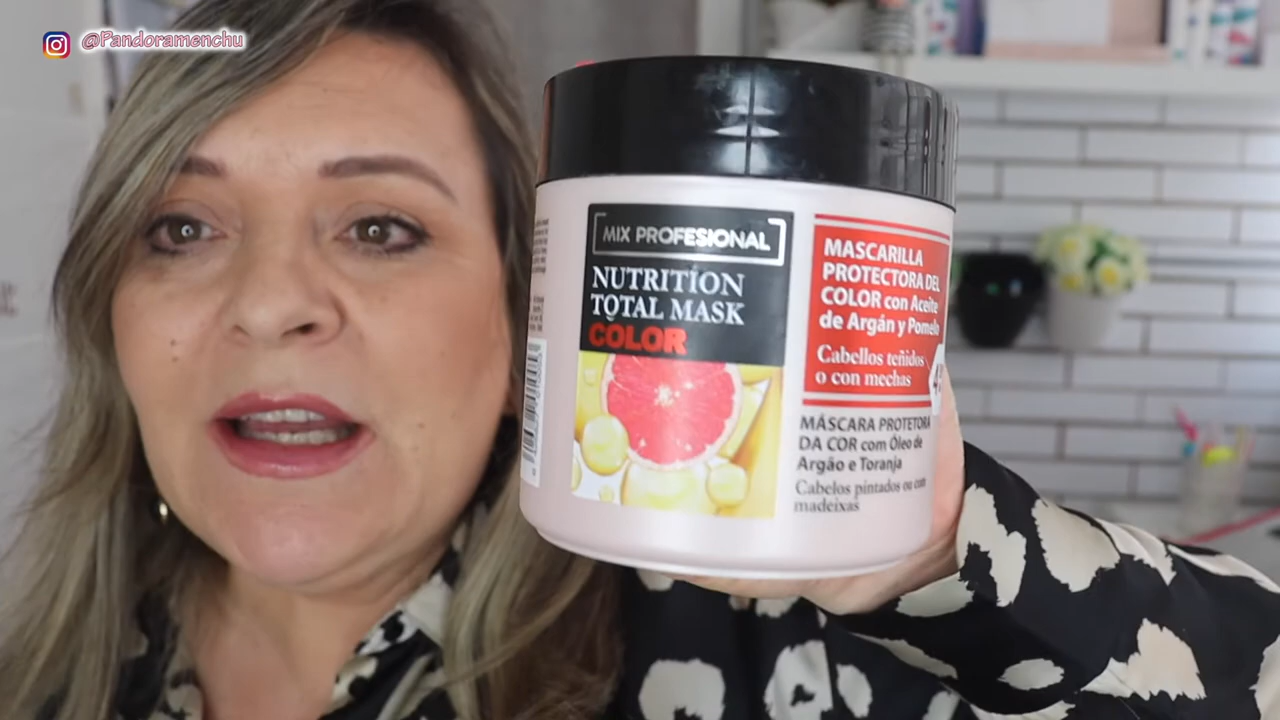 @Pandoramenchu
MIX PROFESIONAL
NUTRITION
TOTAL MASK
COLOR
MASCARILLA
PROTECTORA DEL
COLOR con Aceite
de Argán y Pomelo
Cabellos teñidos
o con mechas
MÁSCARA PROTETORA
DA COR com Óleo de
Argão e Toranja
Cabelos pintados ou com
madeixas